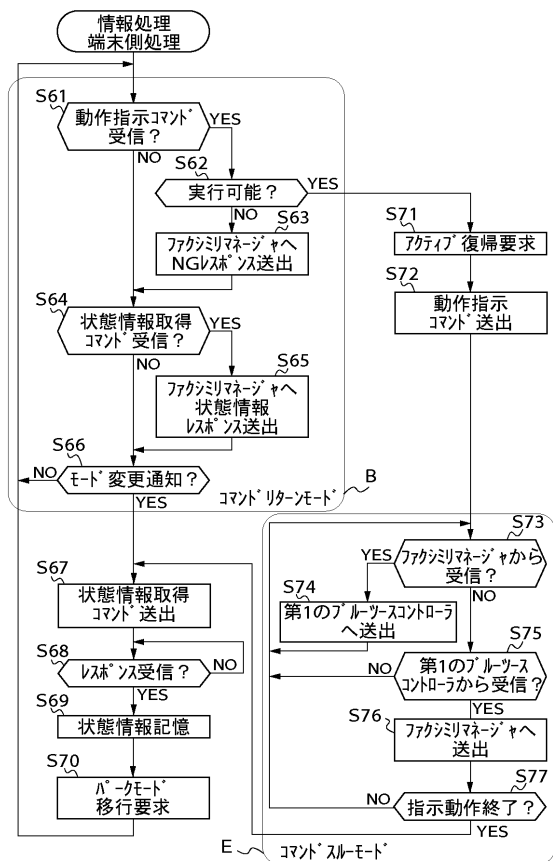 情報処理
端末側処理
S61
動作指示コマンド
受信？
YES
NO
S62
実行可能？
YES
NO
S63
ファクシミリマネージャへ
NGレスポンス送出
S64
状態情報取得
コマンド受信？
YES
NO
S65
ファクシミリマネージャへ
状態情報
レスポンス送出
S66
モード変更通知？
NO
YES
コマンドリターンモード
B
S67
状態情報取得
コマンド送出
S68
レスポンス受信？
NO
YES
S69
状態情報記憶
S70
パークモード
移行要求
S71
アクティブ復帰要求
S72
動作指示
コマンド送出
S73
ファクシミリマネージャから
受信？
YES
NO
S74
第1のブルーツースコントローラ
へ送出
S75
第1のブルーツース
コントローラから受信？
NO
YES
S76
ファクシミリマネージャへ
送出
S77
指示動作終了？
NO
YES
E
コマンドスルーモード